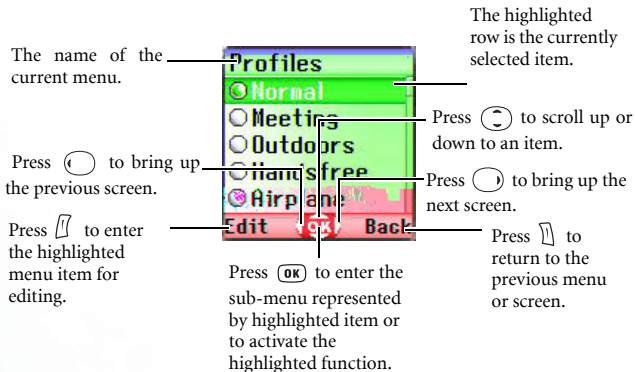 The highlighted
row is the currently
selected item.
The name of the
current menu.
Profiles
Normal
Meeting
Outdoors
Handsfree
Airplane
Edit OK Back
Press to scroll up or
down to an item.
Press to bring up
the previous screen.
Press to bring up the
next screen.
Press to enter
the highlighted
menu item for
editing.
Press OK to enter the
sub-menu represented
by highlighted item or
to activate the
highlighted function.
Press to
return to the
previous menu
or screen.